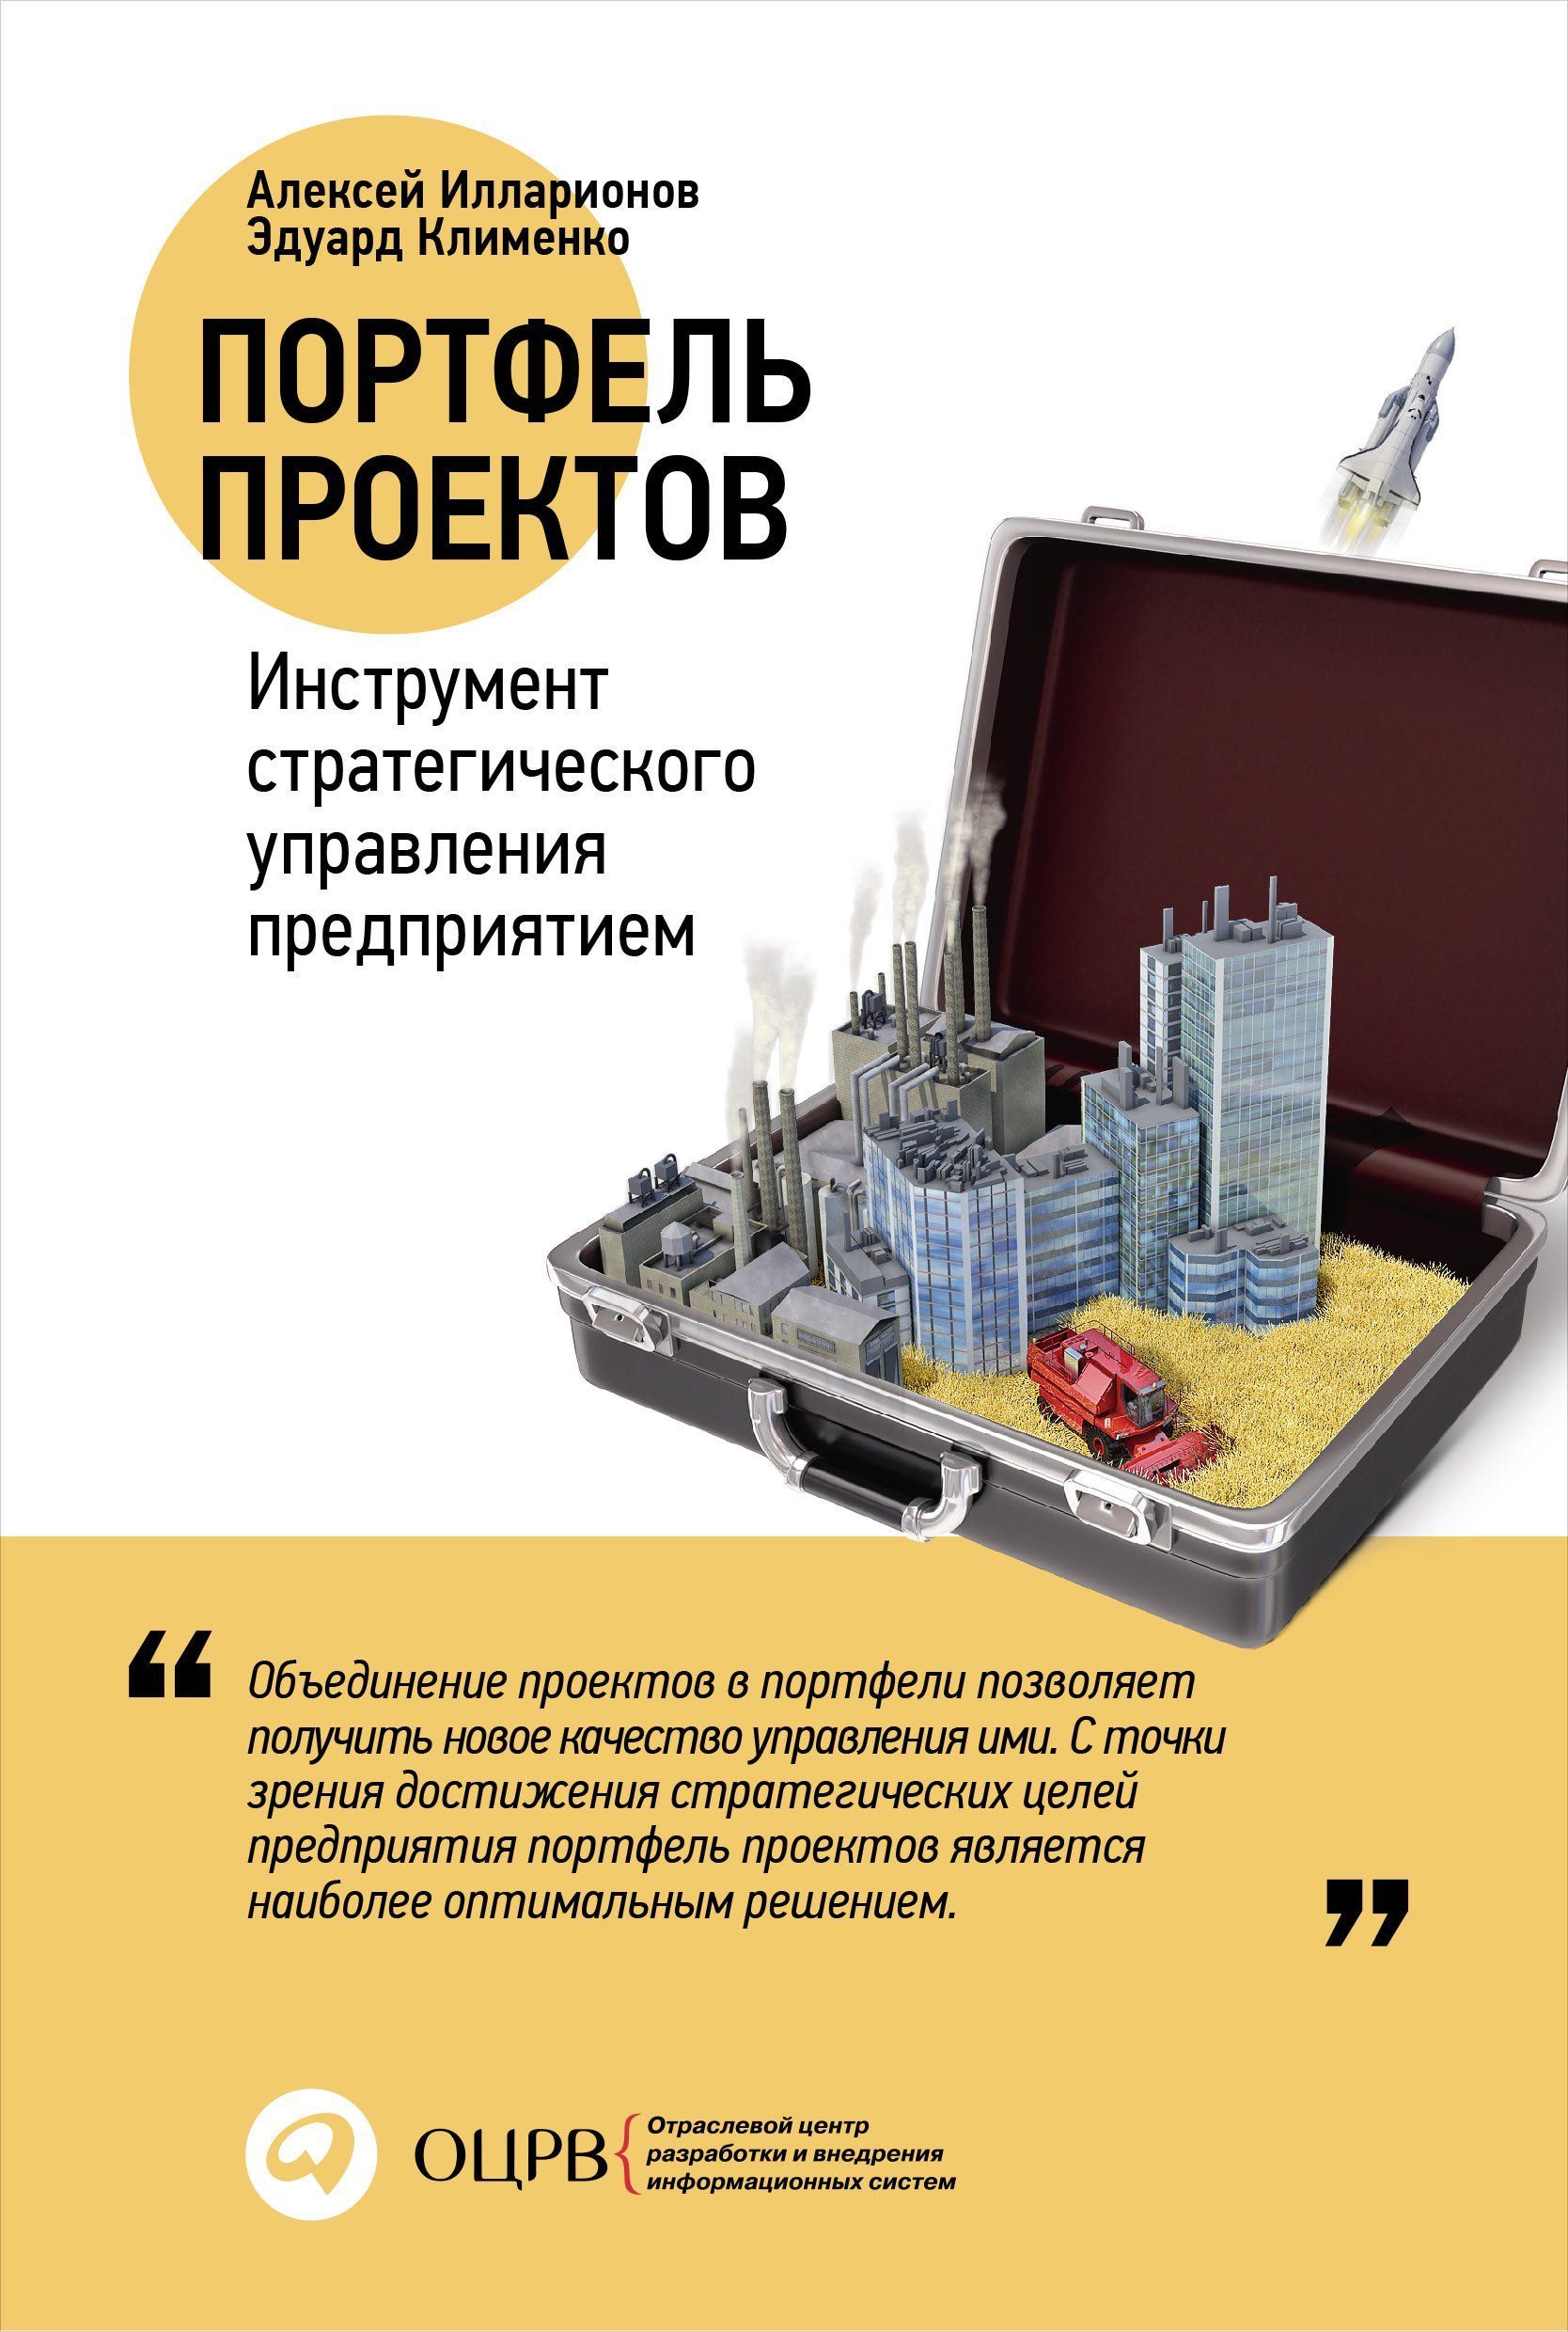 Алексей Илларионов
Эдуард Клименко
ПОРТФЕЛЬ
ПРОЕКТОВ
Инструмент
стратегического
управления
предприятием
“ Объединение проектов в портфели позволяет
получить новое качество управления ими. С точки
зрения достижения стратегических целей
предприятия портфель проектов является
наиболее оптимальным решением. ”
ОЦРВ
Отраслевой центр
разработки и внедрения
информационных систем